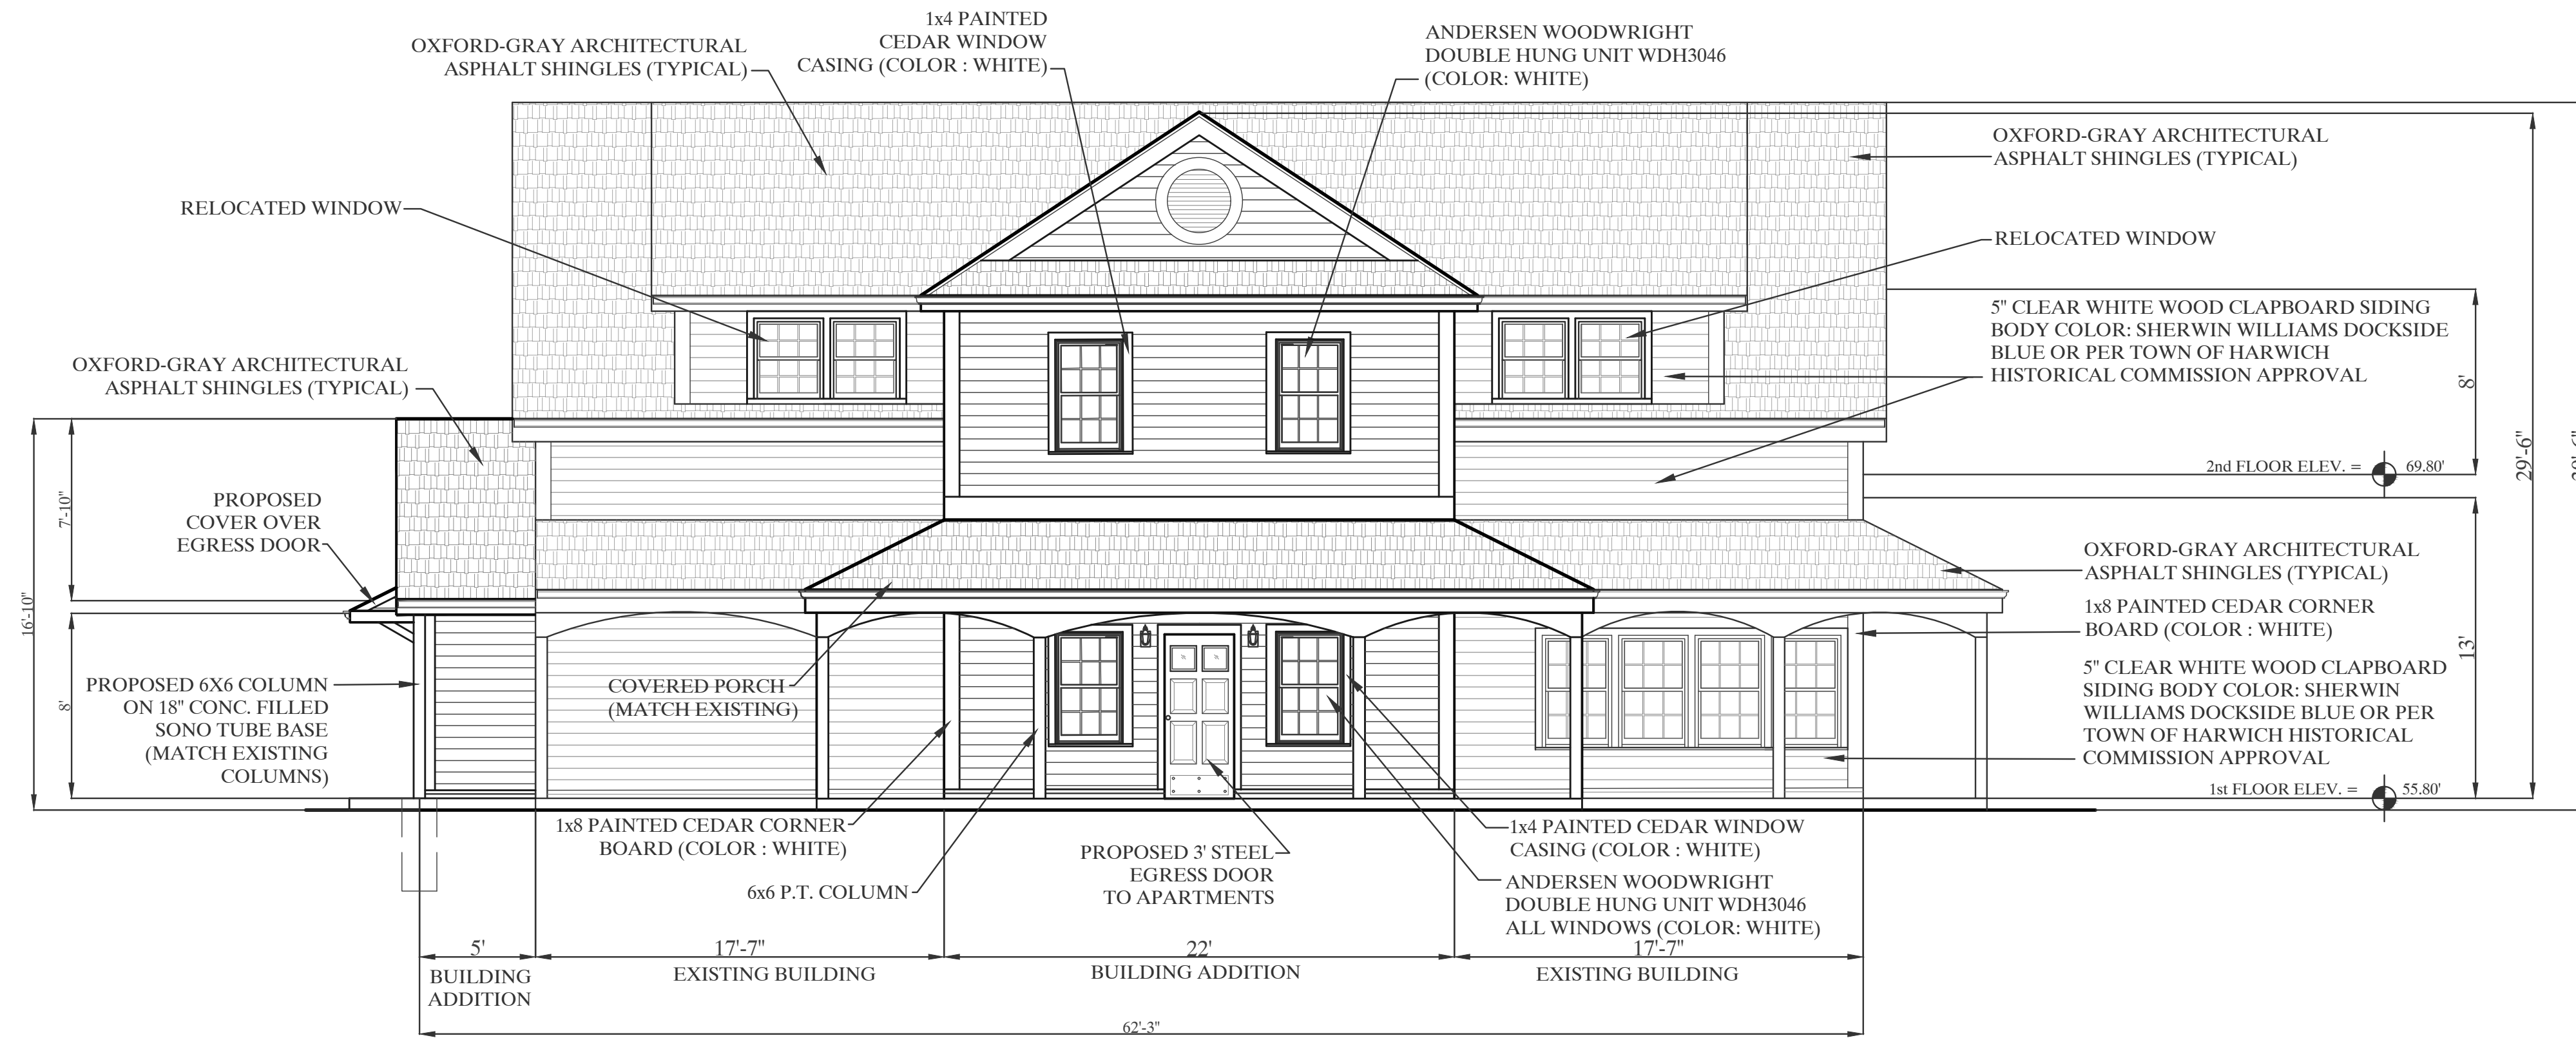 1x4 PAINTED
CEDAR WINDOW
CASING (COLOR : WHITE)
OXFORD-GRAY ARCHITECTURAL
ASPHALT SHINGLES (TYPICAL)
ANDERSEN WOODWRIGHT
DOUBLE HUNG UNIT WDH3046
(COLOR: WHITE)
OXFORD-GRAY ARCHITECTURAL
ASPHALT SHINGLES (TYPICAL)
RELOCATED WINDOW
RELOCATED WINDOW
5" CLEAR WHITE WOOD CLAPBOARD SIDING
BODY COLOR: SHERWIN WILLIAMS DOCKSIDE
BLUE OR PER TOWN OF HARWICH
HISTORICAL COMMISSION APPROVAL
OXFORD-GRAY ARCHITECTURAL
ASPHALT SHINGLES (TYPICAL)
8'
29'-6"
2nd FLOOR ELEV. = 69.80'
7'-10"
PROPOSED
COVER OVER
EGRESS DOOR
OXFORD-GRAY ARCHITECTURAL
ASPHALT SHINGLES (TYPICAL)
16'-10"
1x8 PAINTED CEDAR CORNER
BOARD (COLOR : WHITE)
13'
5" CLEAR WHITE WOOD CLAPBOARD
SIDING BODY COLOR: SHERWIN
WILLIAMS DOCKSIDE BLUE OR PER
TOWN OF HARWICH HISTORICAL
COMMISSION APPROVAL
8'
PROPOSED 6X6 COLUMN
ON 18" CONC. FILLED
SONO TUBE BASE
(MATCH EXISTING
COLUMNS)
COVERED PORCH
(MATCH EXISTING)
1st FLOOR ELEV. = 55.80'
1x8 PAINTED CEDAR CORNER
BOARD (COLOR : WHITE)
6x6 P.T. COLUMN
PROPOSED 3' STEEL
EGRESS DOOR
TO APARTMENTS
1x4 PAINTED CEDAR WINDOW
CASING (COLOR : WHITE)
ANDERSEN WOODWRIGHT
DOUBLE HUNG UNIT WDH3046
ALL WINDOWS (COLOR: WHITE)
5'
17'-7"
22'
17'-7"
BUILDING
ADDITION
EXISTING BUILDING
BUILDING ADDITION
EXISTING BUILDING
62'-3"